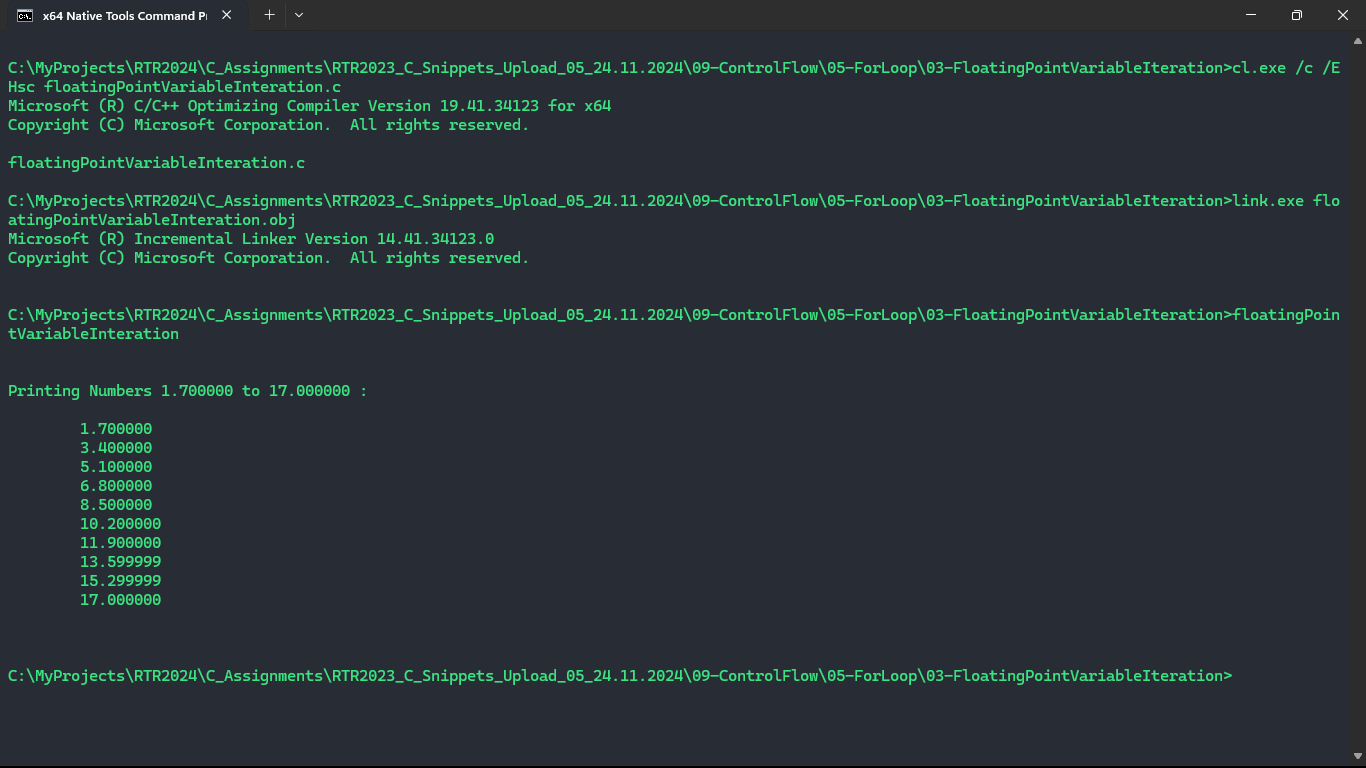 x64 Native Tools Command P
C:\MyProjects\RTR2024\C_Assignments\RTR2023_C_Snippets_Upload_05_24.11.2024\09-ControlFlow\05-ForLoop\03-FloatingPointVariableIteration>cl.exe /c /E
Hsc floatingPointVariableInteration.c
Microsoft (R) C/C++ Optimizing Compiler Version 19.41.34123 for x64
Copyright (C) Microsoft Corporation.  All rights reserved.
floatingPointVariableInteration.c
C:\MyProjects\RTR2024\C_Assignments\RTR2023_C_Snippets_Upload_05_24.11.2024\09-ControlFlow\05-ForLoop\03-FloatingPointVariableIteration>link.exe flo
atingPointVariableInteration.obj
Microsoft (R) Incremental Linker Version 14.41.34123.0
Copyright (C) Microsoft Corporation.  All rights reserved.
C:\MyProjects\RTR2024\C_Assignments\RTR2023_C_Snippets_Upload_05_24.11.2024\09-ControlFlow\05-ForLoop\03-FloatingPointVariableIteration>floatingPoin
tVariableInteration
Printing Numbers 1.700000 to 17.000000 :
1.700000
3.400000
5.100000
6.800000
8.500000
10.200000
11.900000
13.599999
15.299999
17.000000
C:\MyProjects\RTR2024\C_Assignments\RTR2023_C_Snippets_Upload_05_24.11.2024\09-ControlFlow\05-ForLoop\03-FloatingPointVariableIteration>